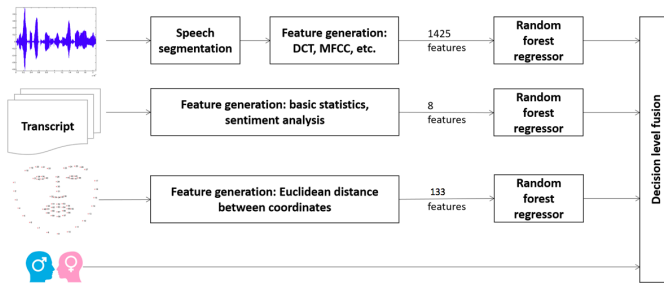 Speech
segmentation
Feature generation:
DCT, MFCC, etc.
1425
features
Random
forest
regressor
Transcript
Feature generation: basic statistics,
sentiment analysis
8
features
Random
forest
regressor
Feature generation: Euclidean distance
between coordinates
133
features
Random
forest
regressor
Decision level fusion